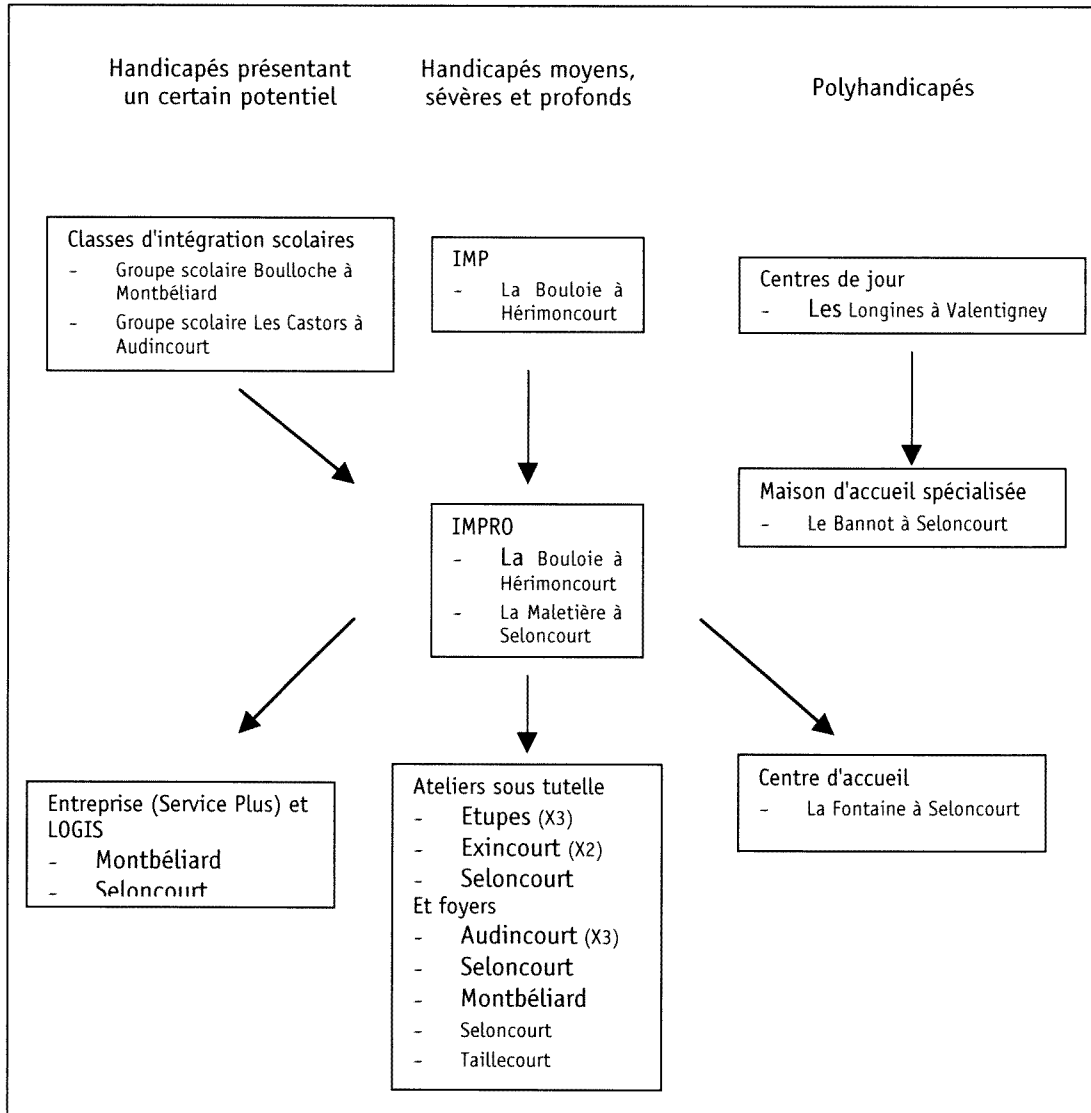 Handicapés présentant
un certain potentiel
Handicapés moyens,
sévères et profonds
Polyhandicapés
Classes d'intégration scolaires
- Groupe scolaire Boulloche à
Montbéliard
- Groupe scolaire Les Castors à
Audincourt
IMP
- La Bouloie à
Hérimoncourt
Centres de jour
- Les Longines à Valentigney
Maison d'accueil spécialisée
- Le Bannot à Seloncourt
IMPRO
- La Bouloie à
Hérimoncourt
- La Maletière à
Seloncourt
Entreprise (Service Plus) et
LOGIS
- Montbéliard
- Seloncourt
Ateliers sous tutelle
- Etupes (X3)
- Exincourt (X2)
- Seloncourt
Et foyers
- Audincourt (X3)
- Seloncourt
- Montbéliard
- Seloncourt
- Taillecourt
Centre d'accueil
- La Fontaine à Seloncourt